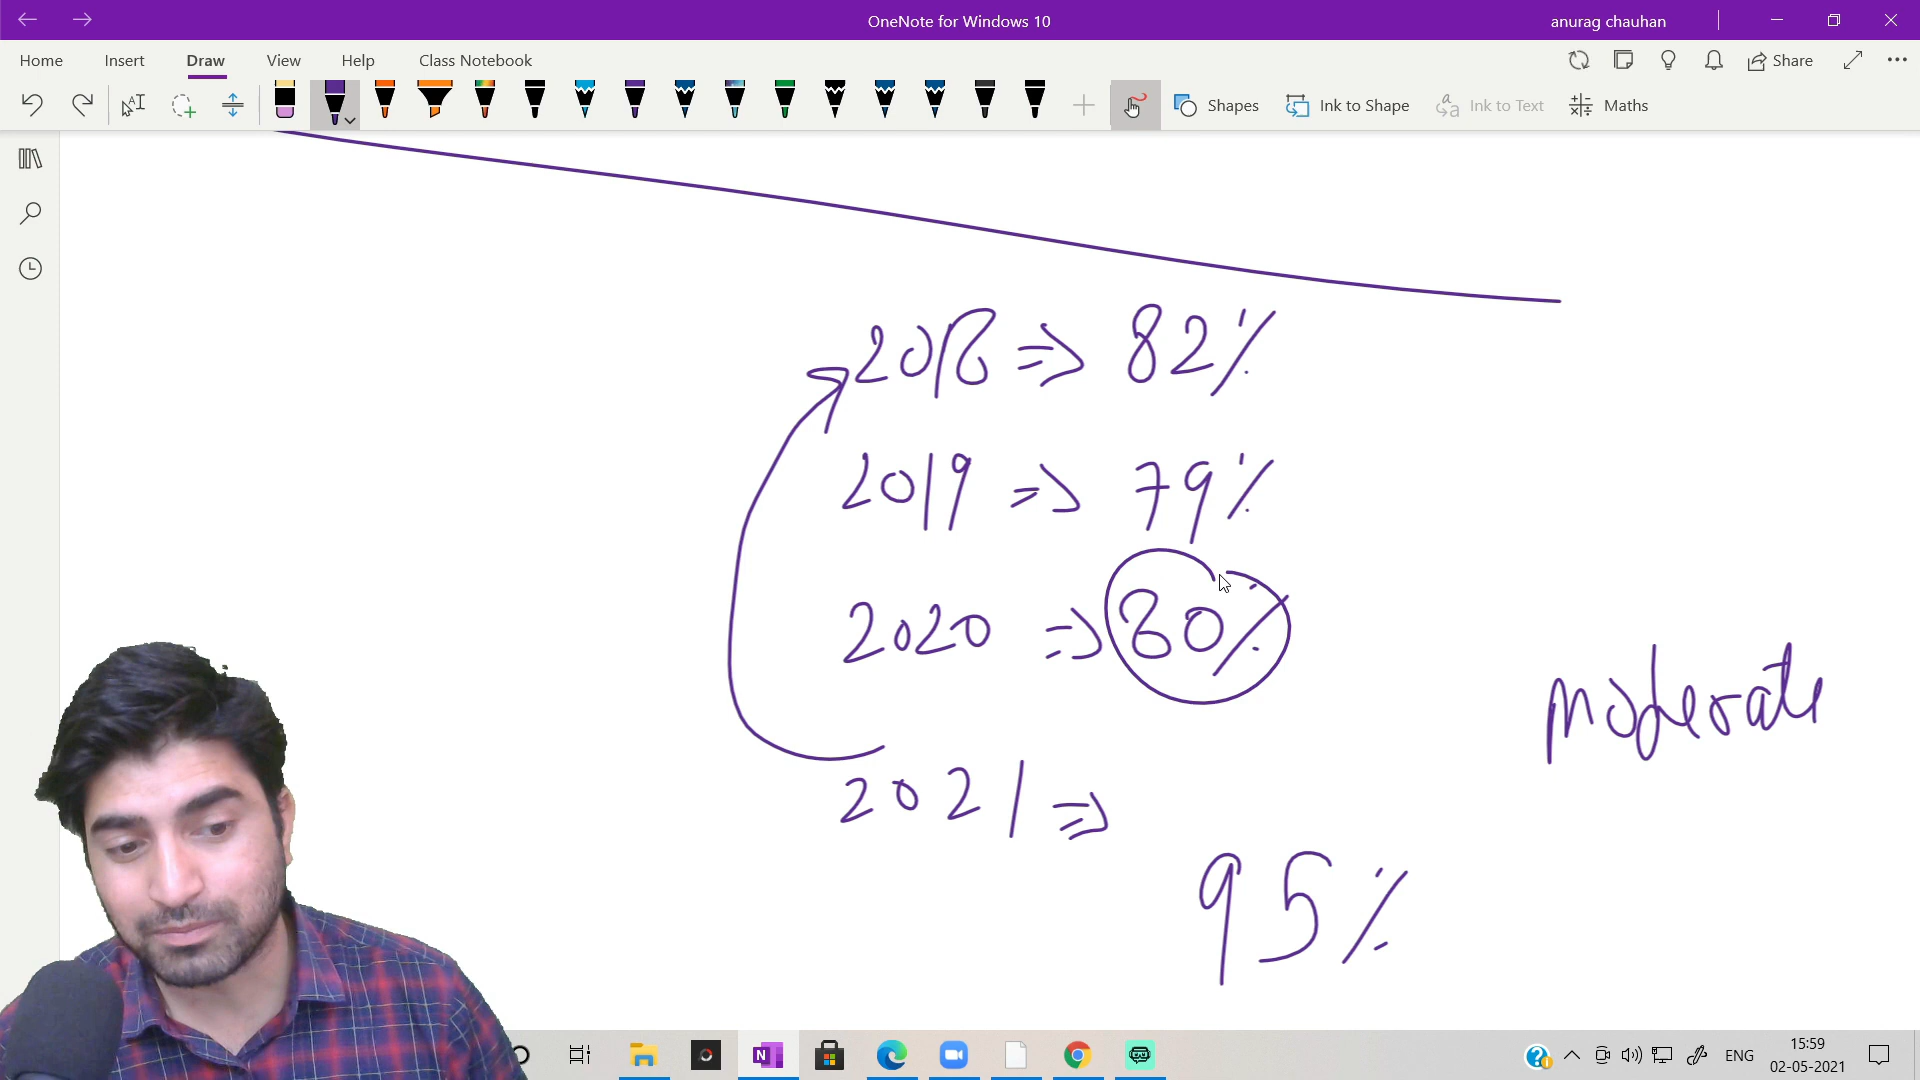 OneNote for Windows 10
anurag chauhan
Home Insert Draw View Help Class Notebook
Share
Shapes Ink to Shape Ink to Text Maths
2018 => 82%
2019 => 79%
2020 => 80%
moderate
2021 =>
95%
ENG
15:59
02-05-2021